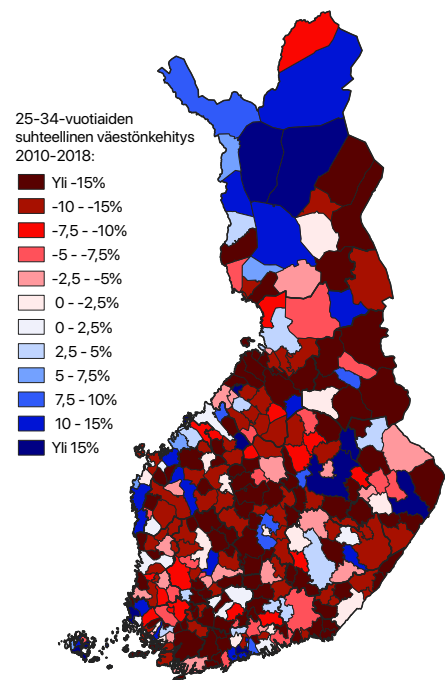 25-34-vuotiaiden
suhteellinen väestönkehitys
2010-2018:
Yli -15%
-10 - -15%
-7,5 - -10%
-5 - -7,5%
-2,5 - -5%
0 - -2,5%
0 - 2,5%
2,5 - 5%
5 - 7,5%
7,5 - 10%
10 - 15%
Yli 15%